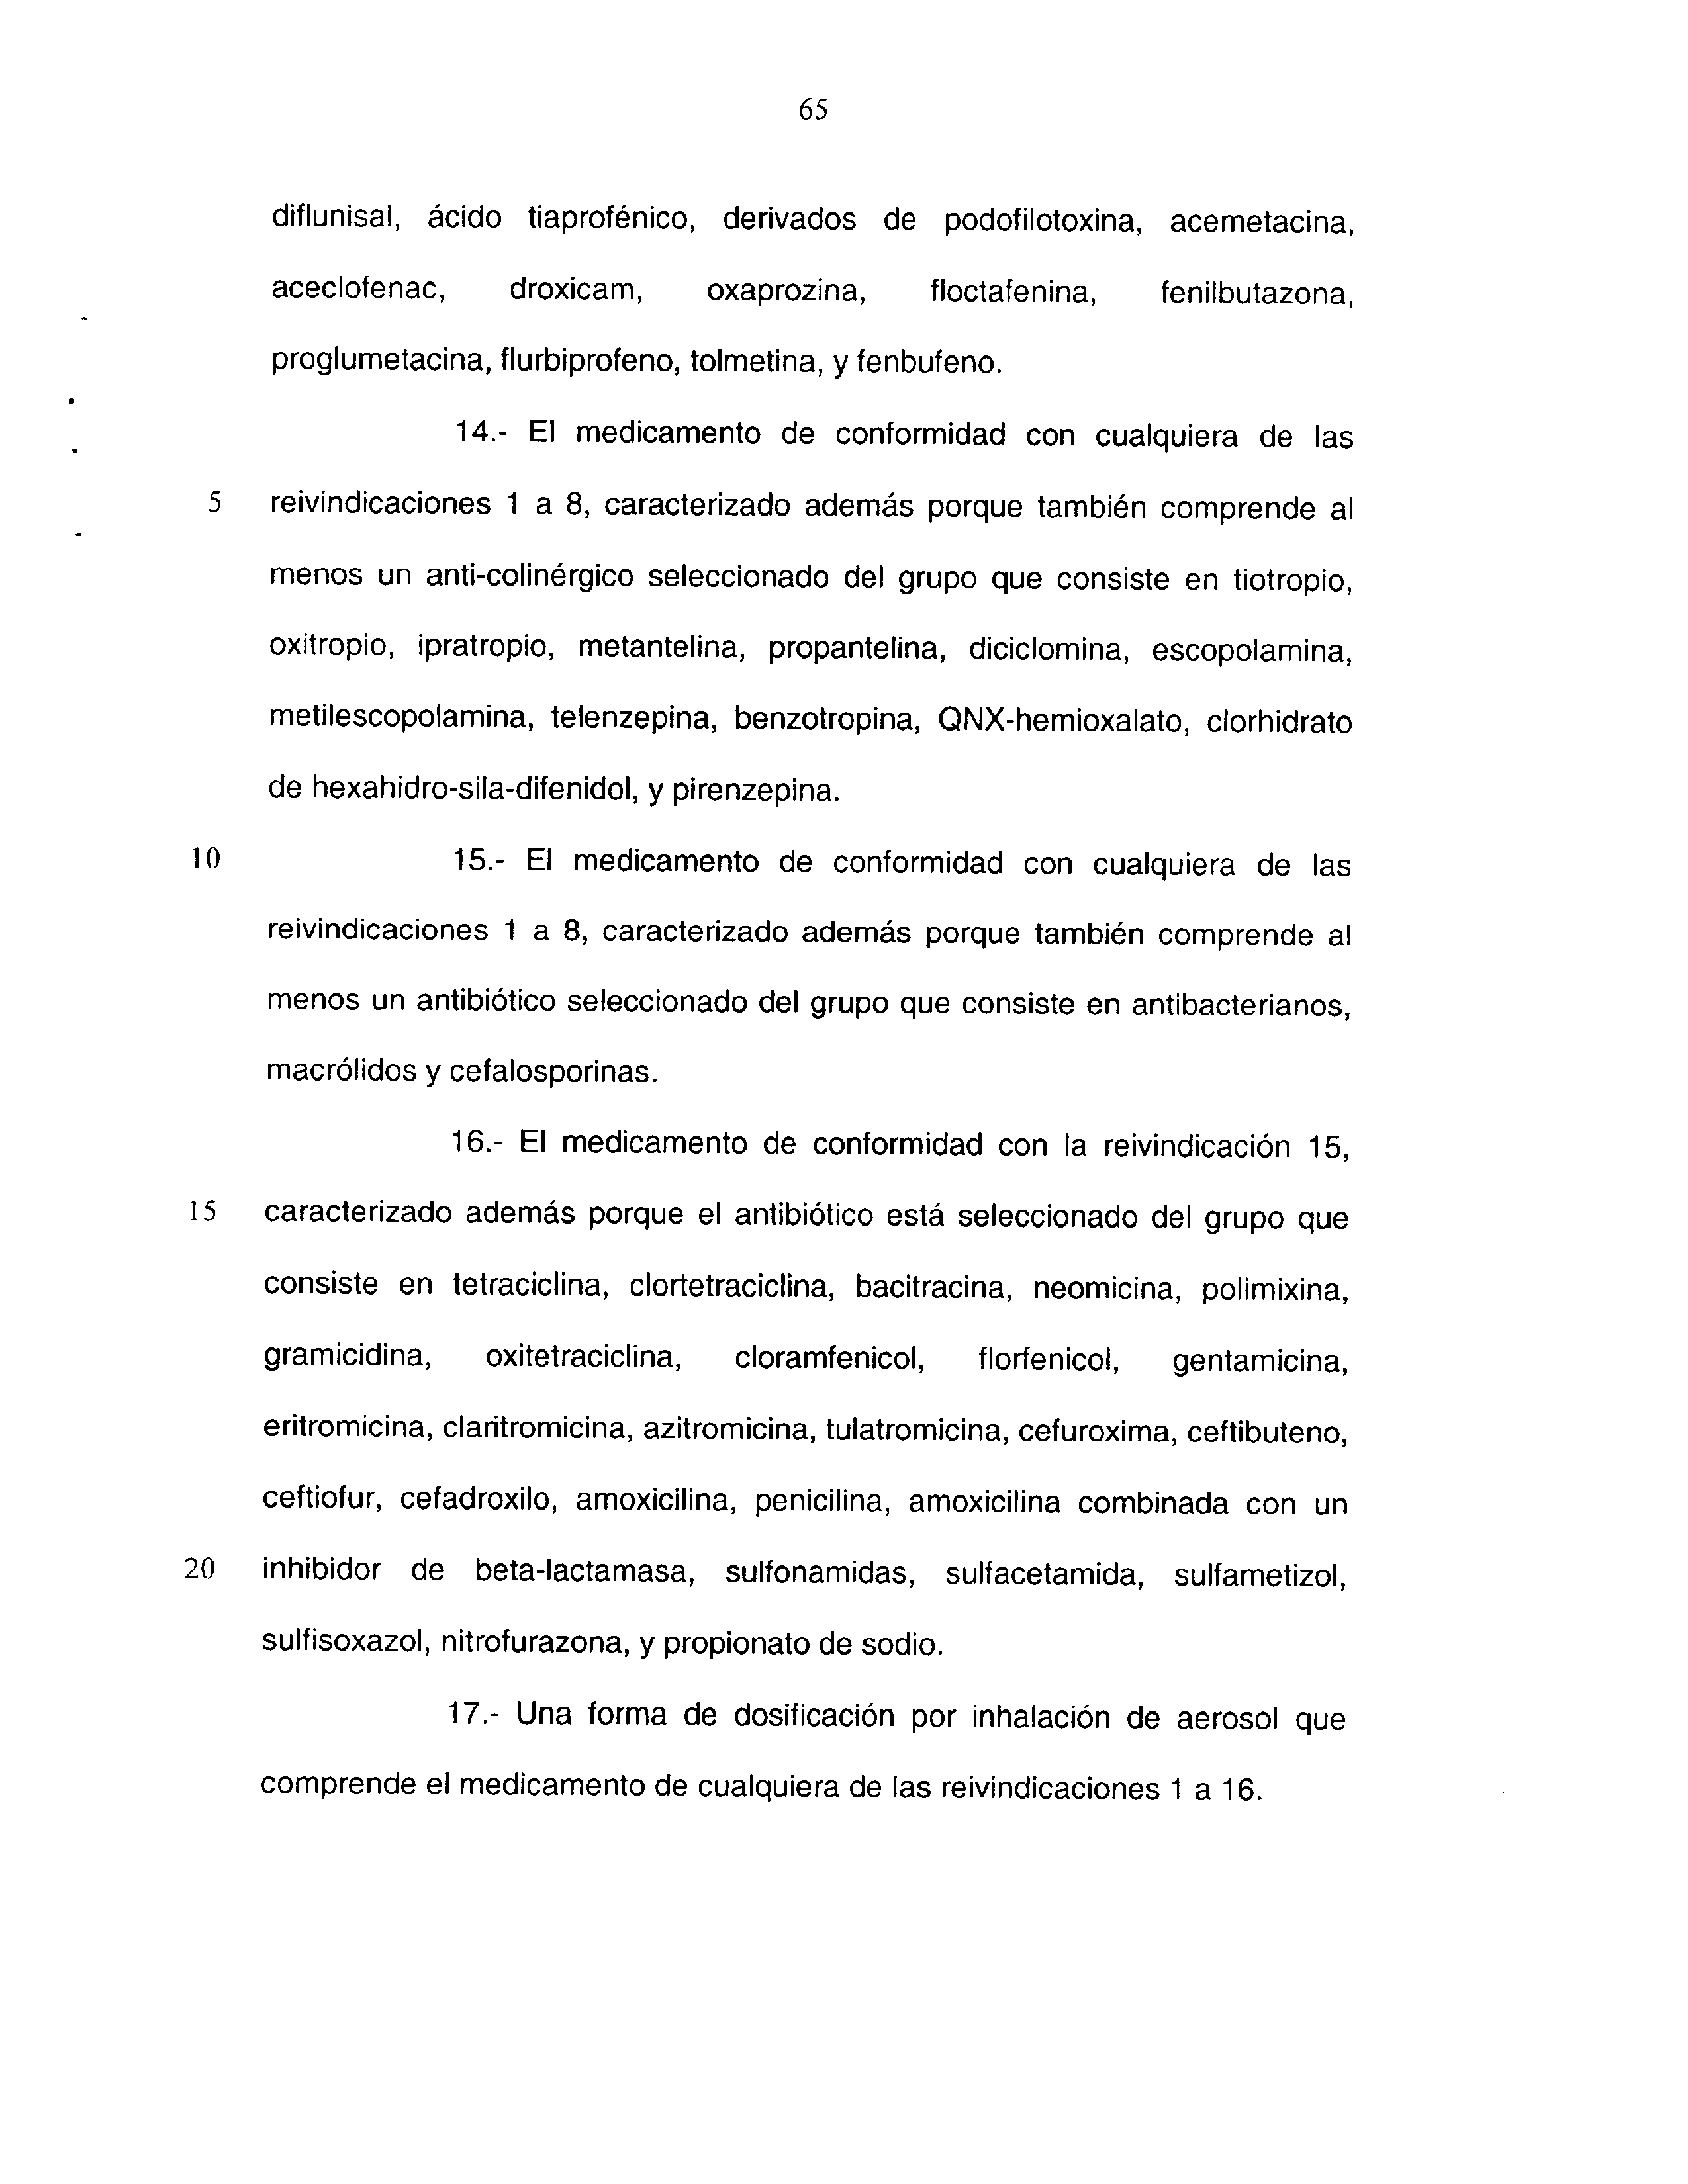 65
diflunisal, ácido tiaprofénico, derivados de podofilotoxina, acemetacina,
aceclofenac, droxicam, oxaprozina, floctafenina, fenilbutazona,
proglumetacina, flurbiprofeno, tolmetina, y fenbufeno.
14.- El medicamento de conformidad con cualquiera de las
5 reivindicaciones 1 a 8, caracterizado además porque también comprende al
menos un anti-colinérgico seleccionado del grupo que consiste en tiotropio,
oxitropio, ipratropio, metantelina, propantelina, diciclomina, escopolamina,
metilescopolamina, telenzepina, benzotropina, QNX-hemioxalato, clorhidrato
de hexahidro-sila-difenidol, y pirenzepina.
10 15.- El medicamento de conformidad con cualquiera de las
reivindicaciones 1 a 8, caracterizado además porque también comprende al
menos un antibiótico seleccionado del grupo que consiste en antibacterianos,
macrólidos y cefalosporinas.
16.- El medicamento de conformidad con la reivindicación 15,
15 caracterizado además porque el antibiótico está seleccionado del grupo que
consiste en tetraciclina, clortetraciclina, bacitracina, neomicina, polimixina,
gramicidina, oxitetraciclina, cloramfenicol, florfenicol, gentamicina,
eritromicina, claritromicina, azitromicina, tulatromicina, cefuroxima, ceftibuteno,
ceftiofur, cefadroxilo, amoxicilina, penicilina, amoxicilina combinada con un
20 inhibidor de beta-lactamasa, sulfonamidas, sulfacetamida, sulfametizol,
sulfisoxazol, nitrofurazona, y propionato de sodio.
17.- Una forma de dosificación por inhalación de aerosol que
comprende el medicamento de cualquiera de las reivindicaciones 1 a 16.